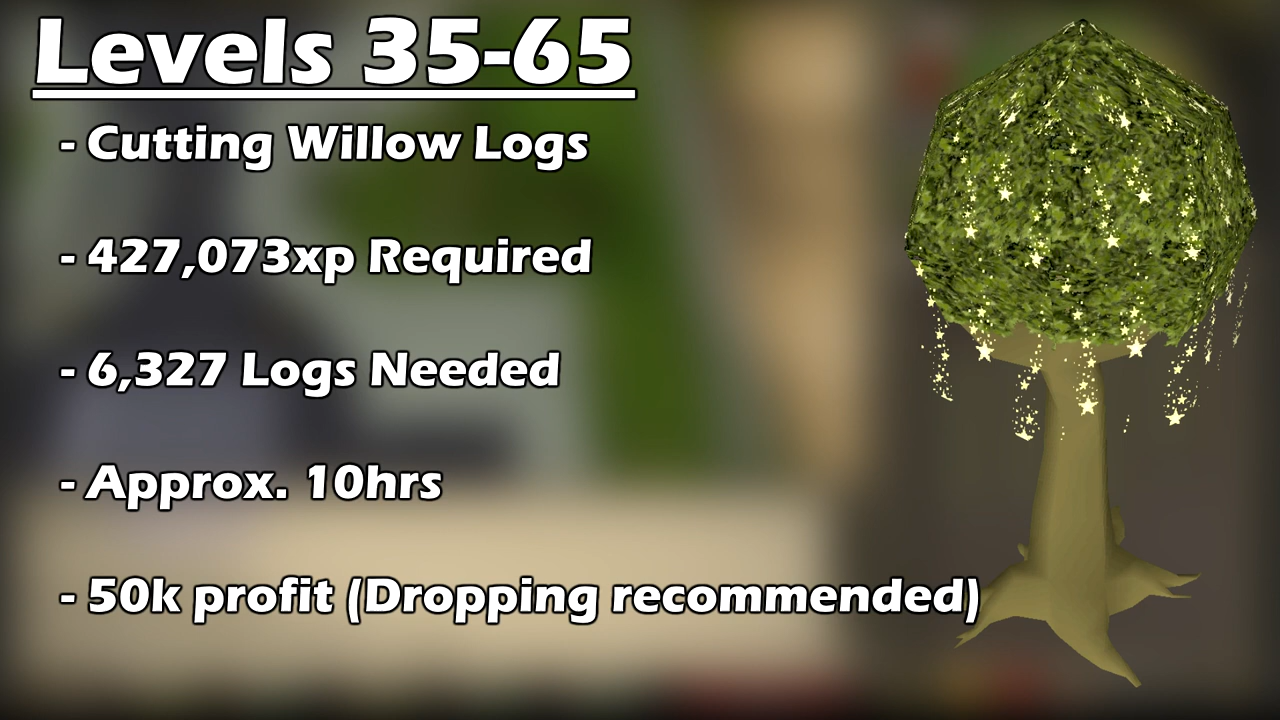 Levels 35-65
- Cutting Willow Logs
- 427,073xp Required
- 6,327 Logs Needed
- Approx. 10hrs
- 50k profit (Dropping recommended)